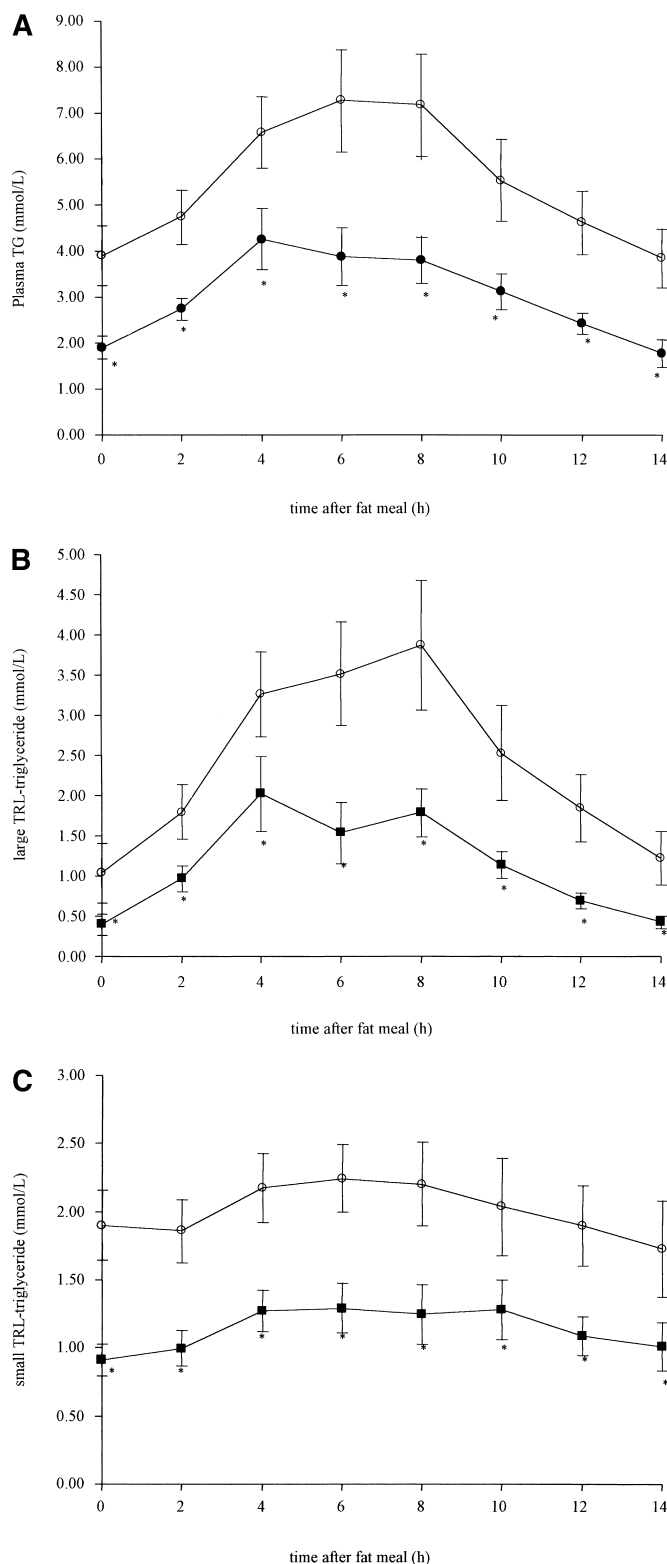 A
Plasma TG (mmol/L)
9.00
8.00
7.00
6.00
5.00
4.00
3.00
2.00
1.00
0.00
* * * * * * * *
0 2 4 6 8 10 12 14
time after fat meal (h)
B
large TRL-triglyceride (mmol/L)
5.00
4.50
4.00
3.50
3.00
2.50
2.00
1.50
1.00
0.50
0.00
* * * * * * * *
0 2 4 6 8 10 12 14
time after fat meal (h)
C
small TRL-triglyceride (mmol/L)
3.00
2.50
2.00
1.50
1.00
0.50
0.00
* * * * * * * *
0 2 4 6 8 10 12 14
time after fat meal (h)